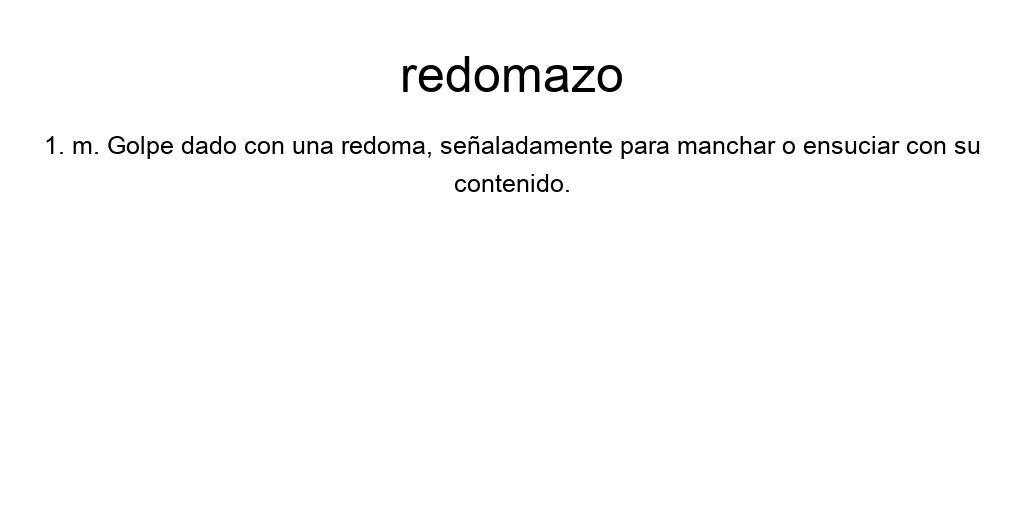 redomazo
1. m. Golpe dado con una redoma, señaladamente para manchar o ensuciar con su
contenido.